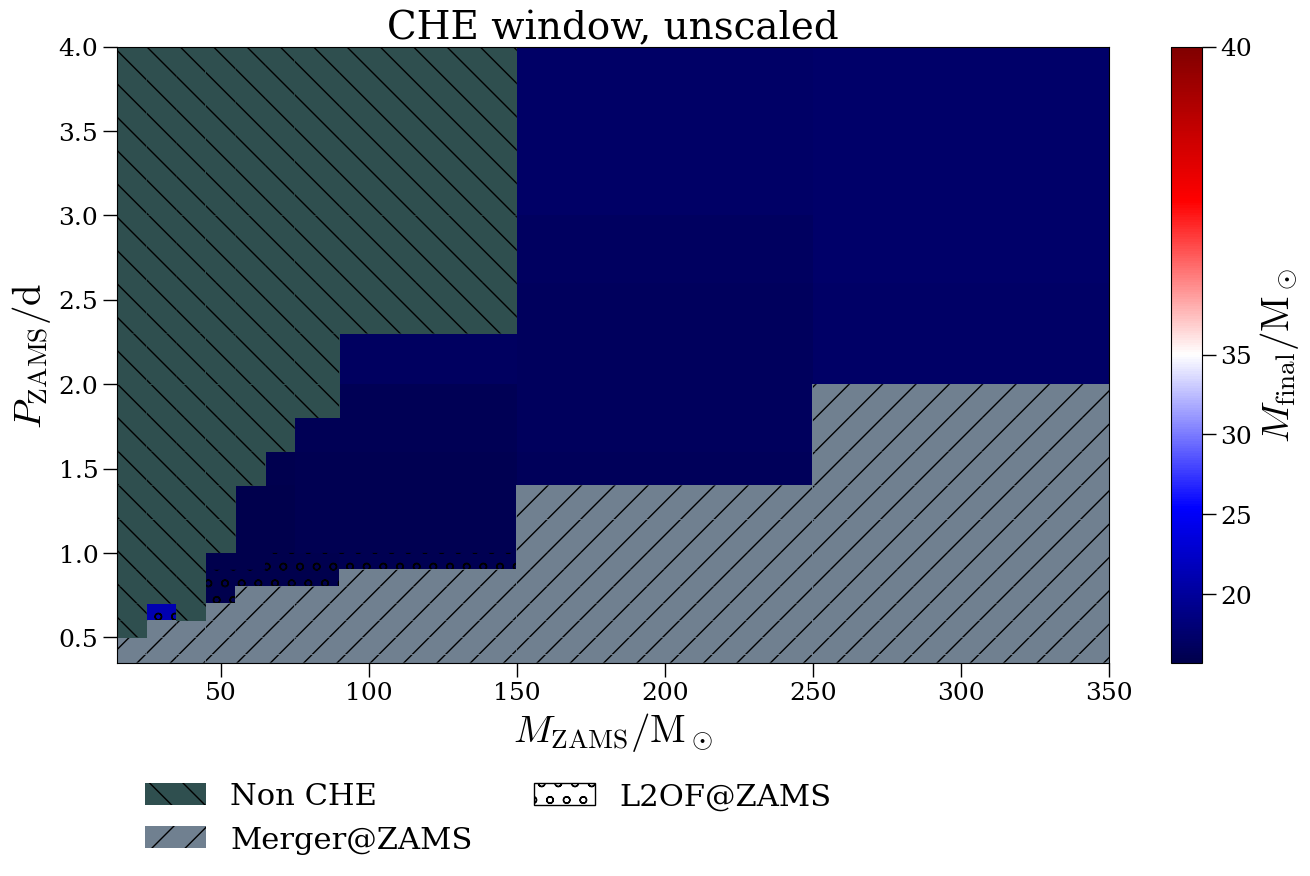 CHE window, unscaled
4.0
3.5
3.0
2.5
2.0
1.5
1.0
0.5
P_ZAMS/d
50 100 150 200 250 300 350
M_ZAMS/M⊙
40
35
30
25
20
M_final/M⊙
Non CHE
L2OF@ZAMS
Merger@ZAMS